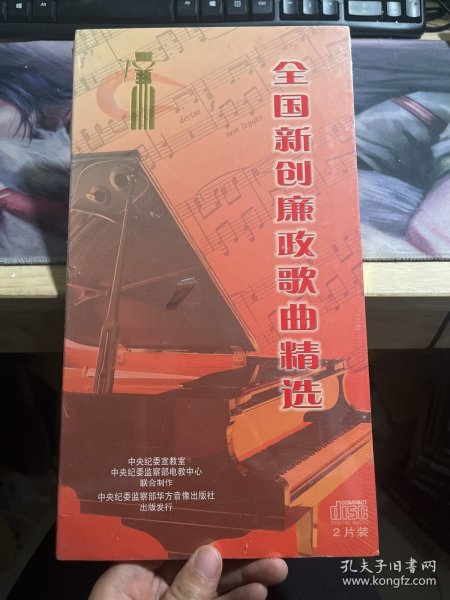 全国新创廉政歌曲精选
deciso
f
non legato
中央纪委宣教室
中央纪委监察部电教中心
联合制作
中央纪委监察部华方音像出版社
出版发行
COMPACT
disc
DIGITAL AUDIO
2片装
孔夫子旧书网
www.kongfz.com